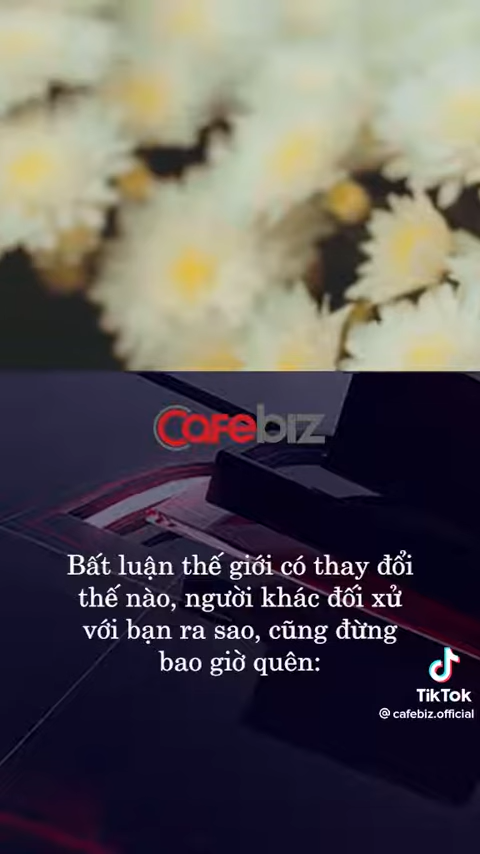 Cafebiz
Bất luận thế giới có thay đổi
thế nào, người khác đối xử
với bạn ra sao, cũng đừng
bao giờ quên:
TikTok
@ cafebiz.official